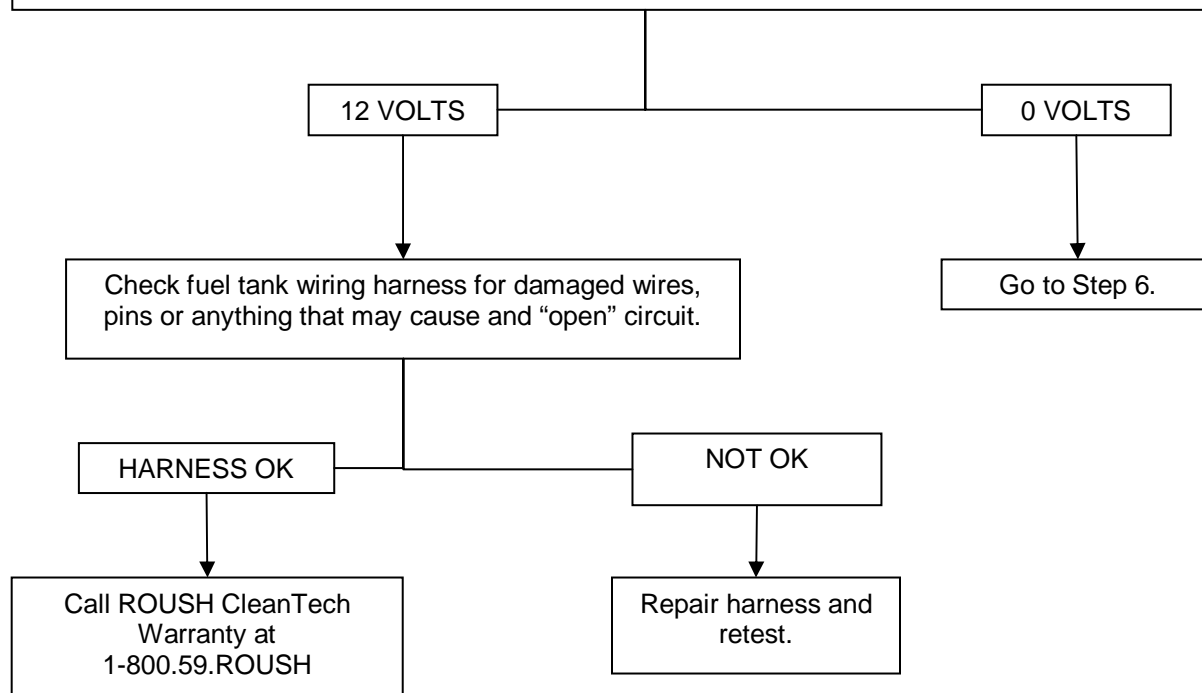 12 VOLTS
0 VOLTS
Check fuel tank wiring harness for damaged wires,
pins or anything that may cause and “open” circuit.
Go to Step 6.
HARNESS OK
NOT OK
Call ROUSH CleanTech
Warranty at
1-800.59.ROUSH
Repair harness and
retest.